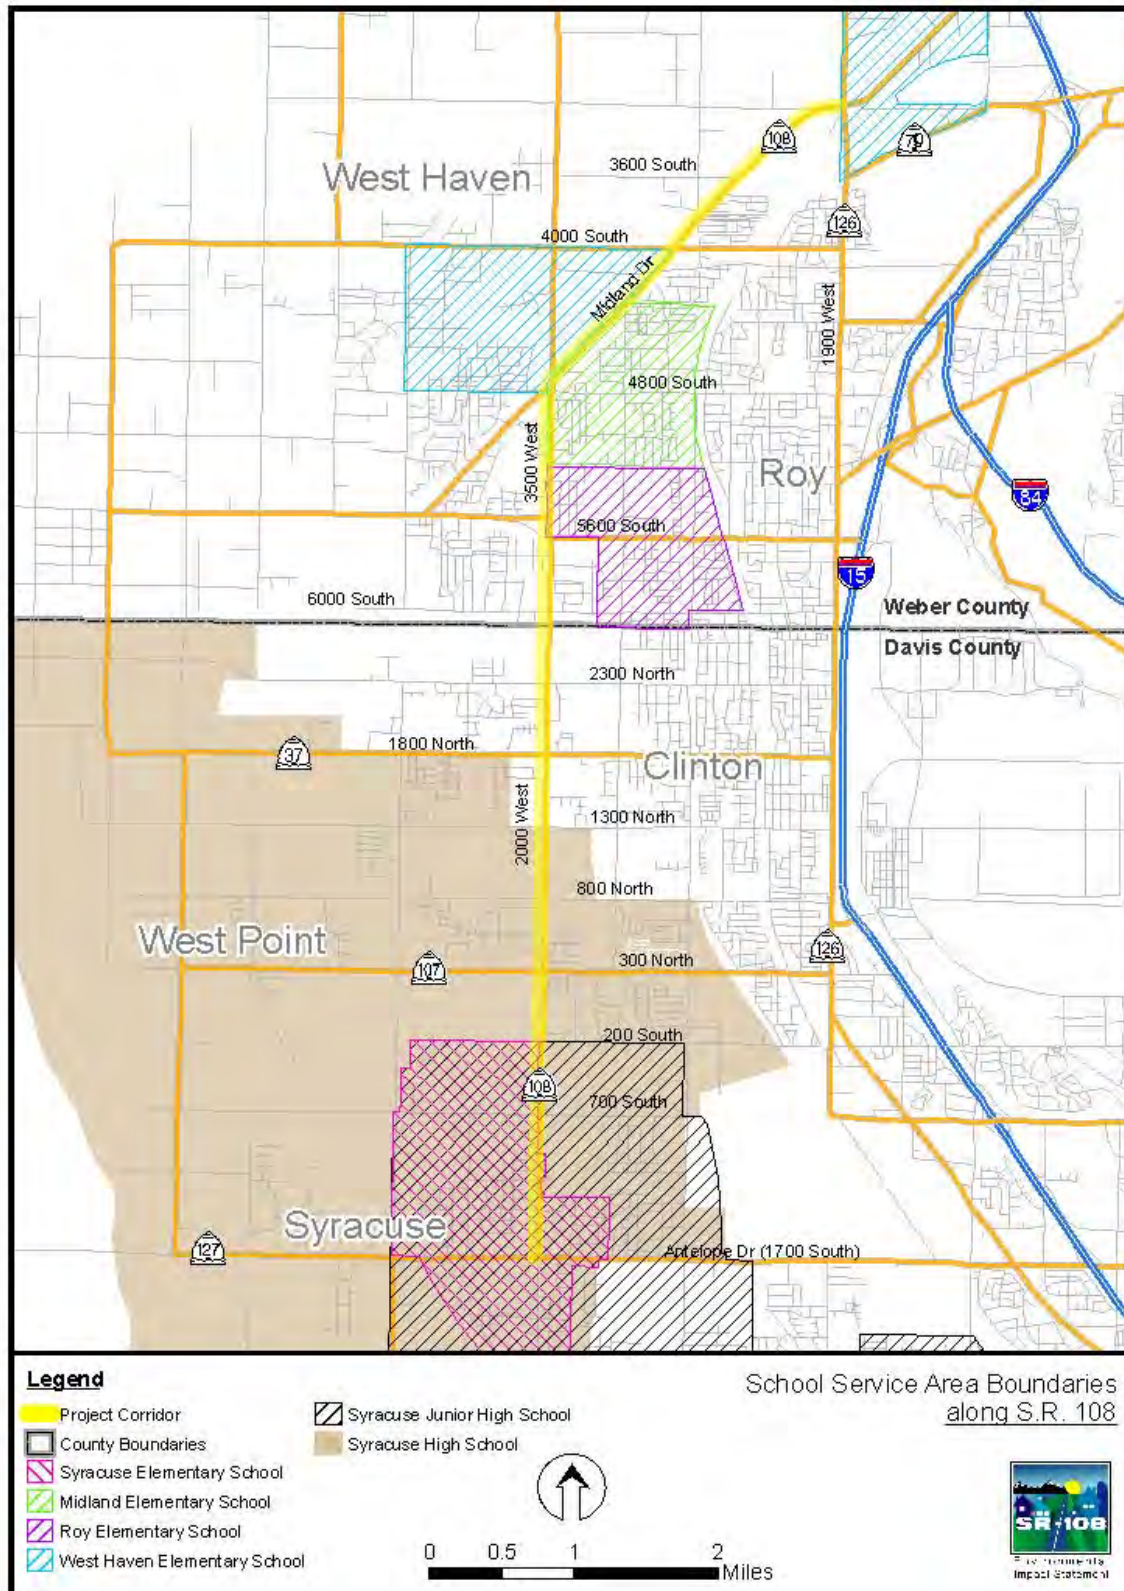 108
79
3600 South
West Haven
126
4000 South
Midland Dr
1900 West
4800 South
3500 West
Roy
84
5600 South
15
6000 South
Weber County
Davis County
2300 North
1800 North
37
Clinton
1300 North
2000 West
800 North
West Point
126
300 North
107
200 South
108
700 South
Syracuse
127
Antelope Dr (1700 South)
Legend
Project Corridor
County Boundaries
Syracuse Elementary School
Midland Elementary School
Roy Elementary School
West Haven Elementary School
Syracuse Junior High School
Syracuse High School
0 0.5 1 2
Miles
School Service Area Boundaries
along S.R. 108
SR-108
Environmental
Impact Statement